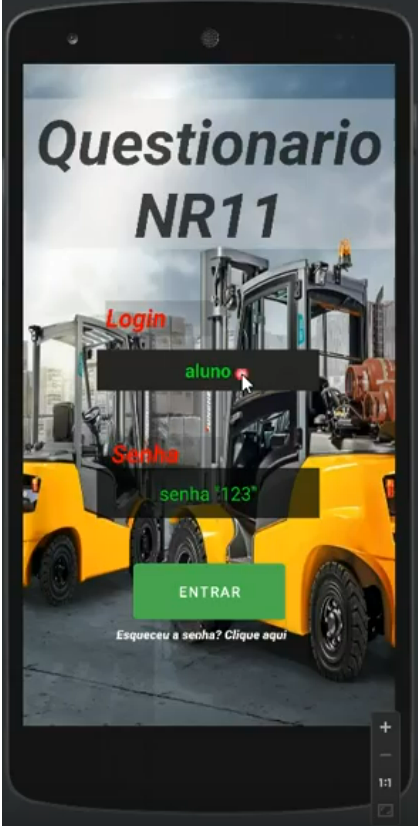 Questionario
NR11
Login
aluno
Senha
senha "123"
ENTRAR
Esqueceu a senha? Clique aqui
+
−
1:1